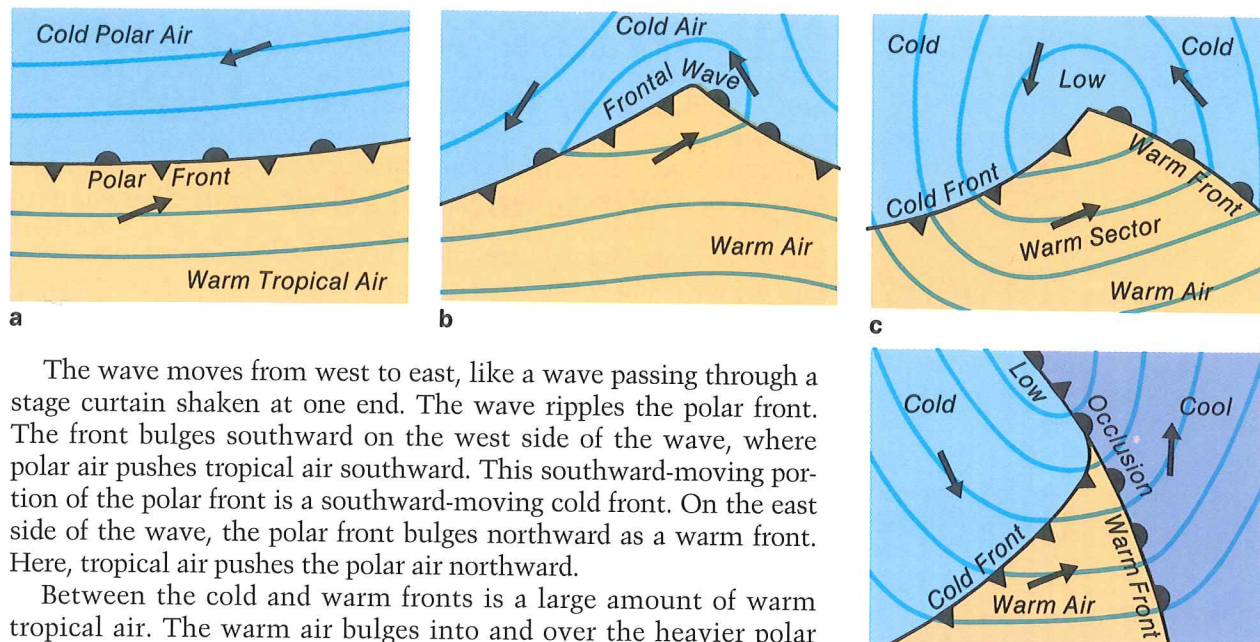 Cold Polar Air
Polar Front
Warm Tropical Air
a
Cold Air
Frontal Wave
Warm Air
b
Cold
Cold
Low
Cold Front
Warm Front
Warm Sector
Warm Air
c
The wave moves from west to east, like a wave passing through a
stage curtain shaken at one end. The wave ripples the polar front.
The front bulges southward on the west side of the wave, where
polar air pushes tropical air southward. This southward-moving por-
tion of the polar front is a southward-moving cold front. On the east
side of the wave, the polar front bulges northward as a warm front.
Here, tropical air pushes the polar air northward.
Between the cold and warm fronts is a large amount of warm
tropical air. The warm air bulges into and over the heavier polar
Cold
Low
Occlusion
Cool
Cold Front
Warm Front
Warm Air